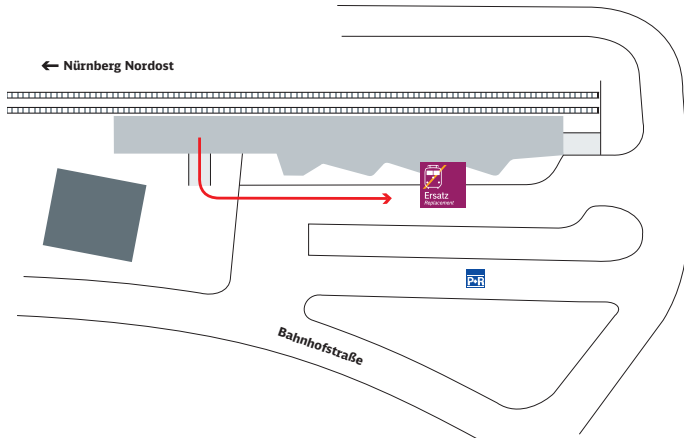 ← Nürnberg Nordost
Ersatz
Replacement
P+R
Bahnhofstraße